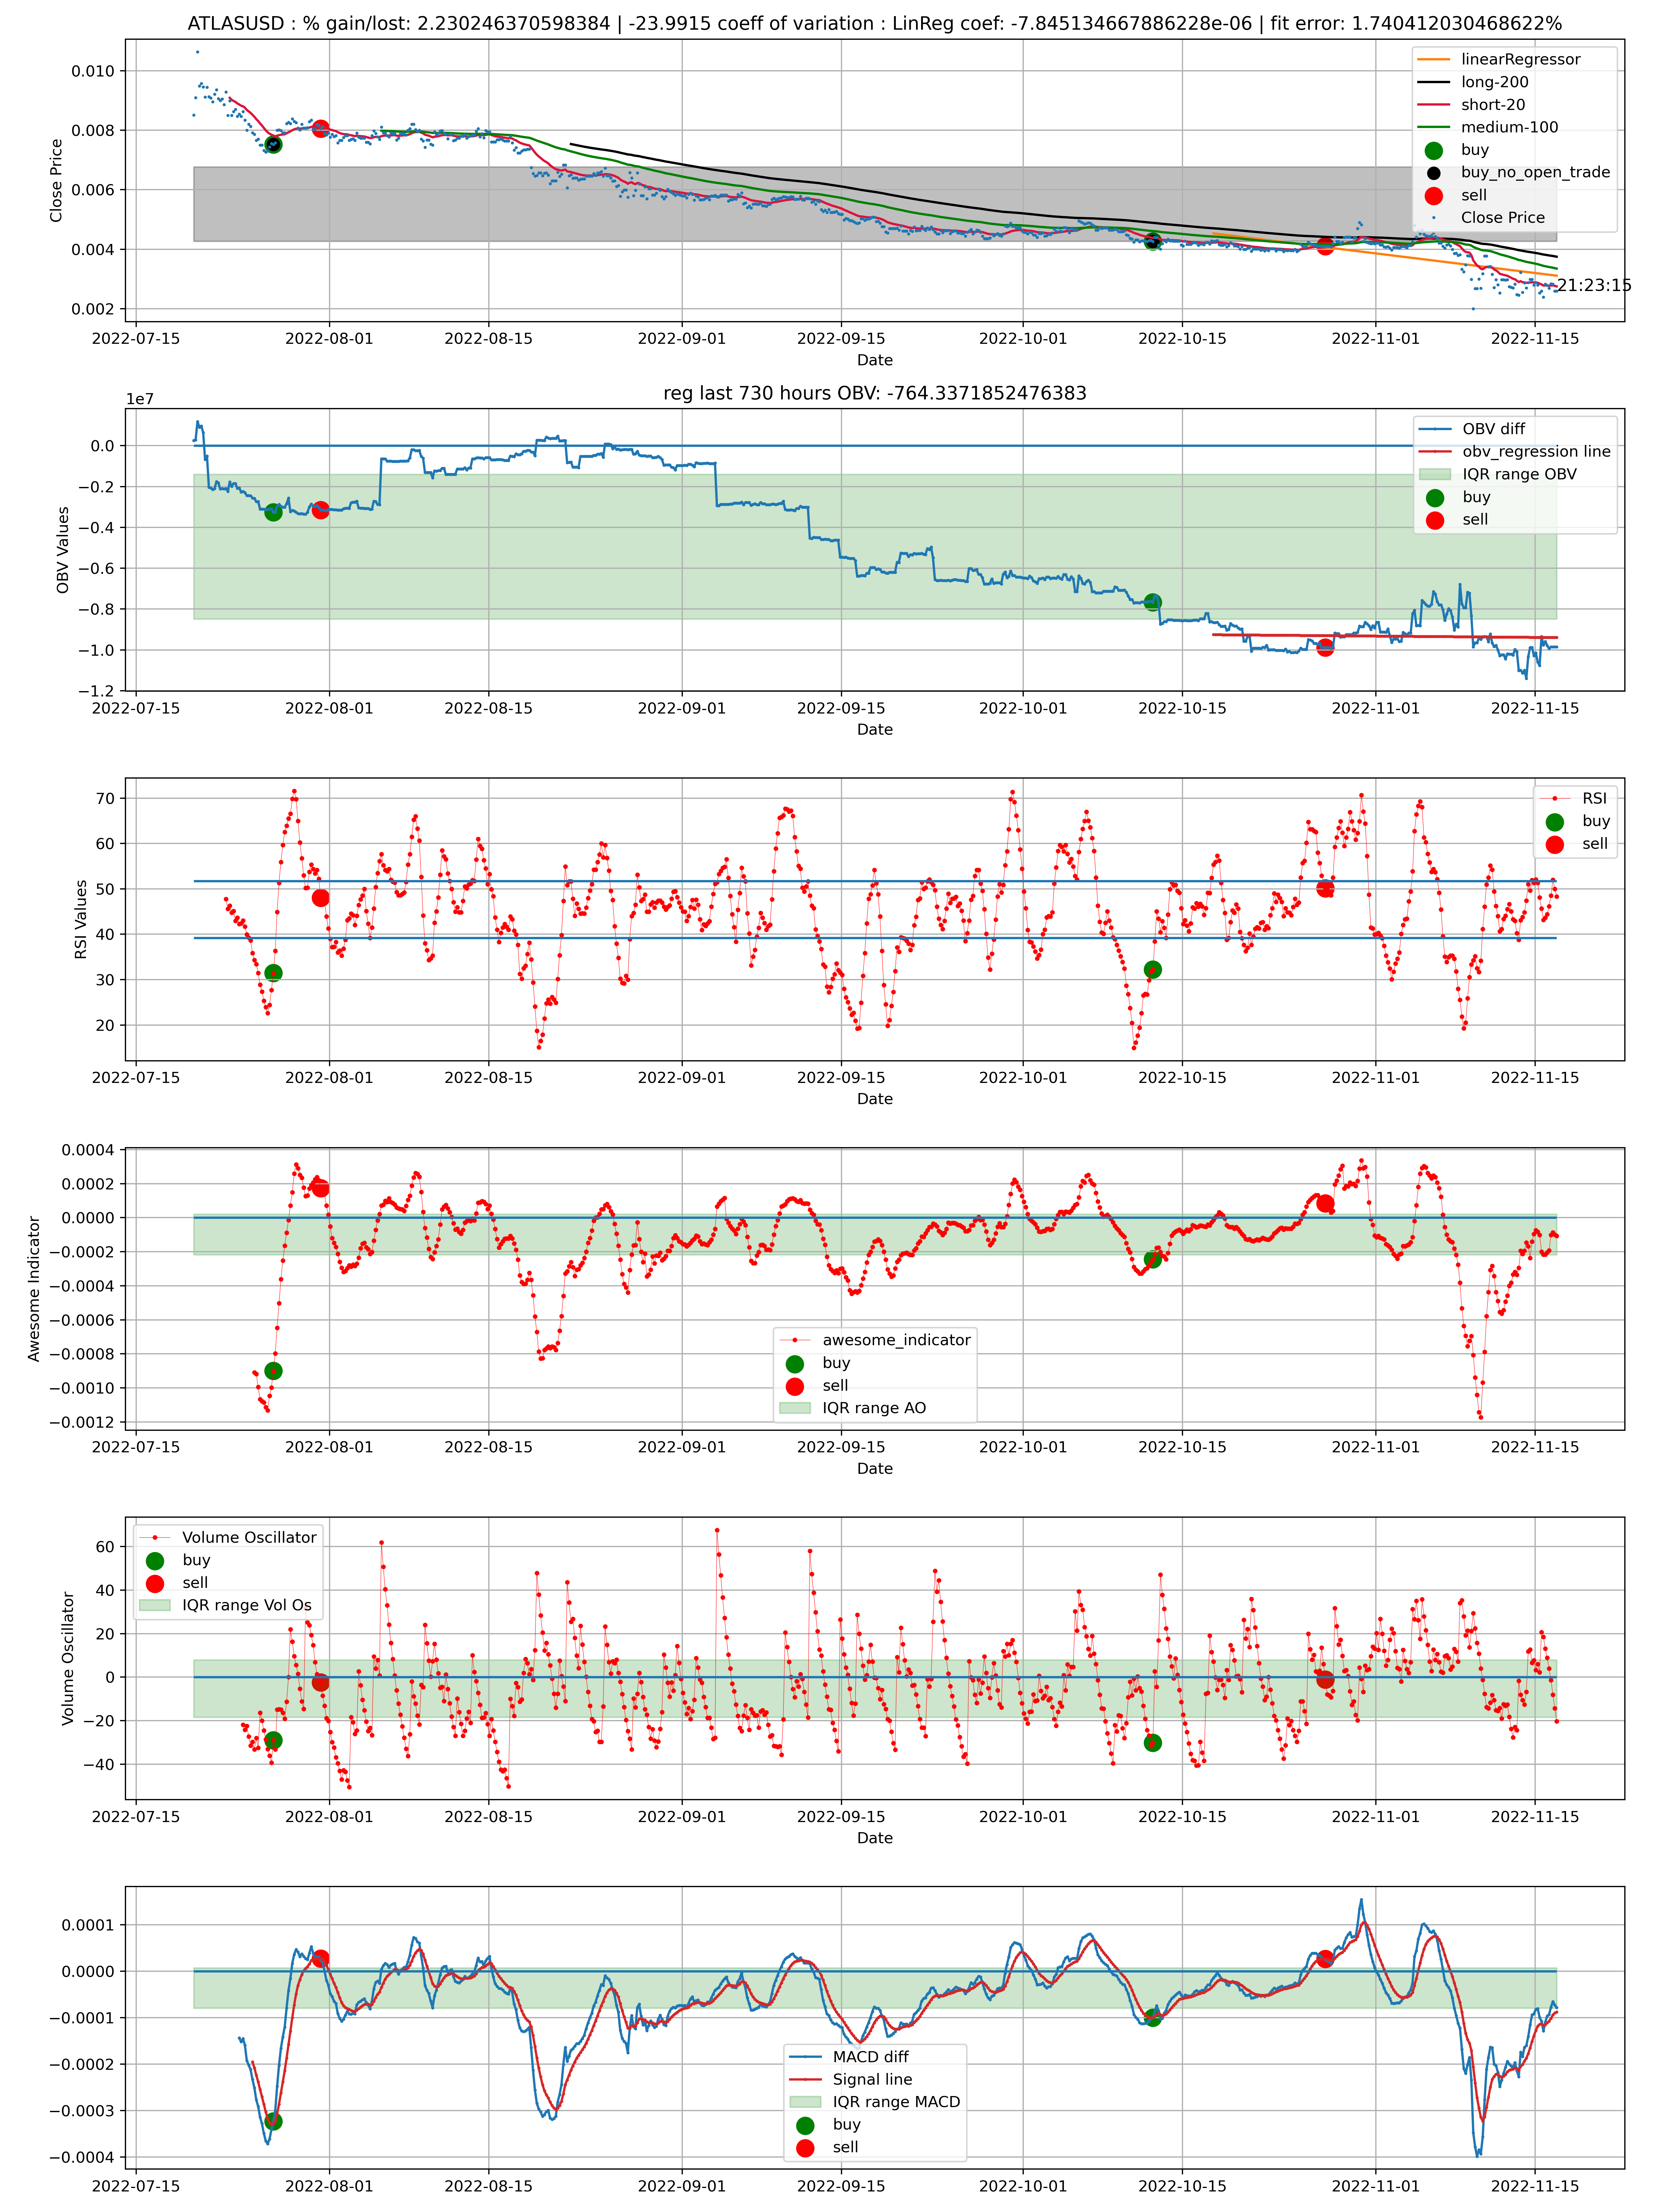 ATLASUSD : % gain/lost: 2.230246370598384 | -23.9915 coeff of variation : LinReg coef: -7.845134667886228e-06 | fit error: 1.740412030468622%
Close Price
0.010
0.008
0.006
0.004
0.002
linearRegressor
long-200
short-20
medium-100
buy
buy_no_open_trade
sell
Close Price
21:23:15
2022-07-15 2022-08-01 2022-08-15 2022-09-01 2022-09-15 2022-10-01 2022-10-15 2022-11-01 2022-11-15
Date
reg last 730 hours OBV: -764.3371852476383
1e7
OBV Values
0.0
−0.2
−0.4
−0.6
−0.8
−1.0
−1.2
OBV diff
obv_regression line
IQR range OBV
buy
sell
2022-07-15 2022-08-01 2022-08-15 2022-09-01 2022-09-15 2022-10-01 2022-10-15 2022-11-01 2022-11-15
Date
RSI Values
70
60
50
40
30
20
RSI
buy
sell
2022-07-15 2022-08-01 2022-08-15 2022-09-01 2022-09-15 2022-10-01 2022-10-15 2022-11-01 2022-11-15
Date
Awesome Indicator
0.0004
0.0002
0.0000
−0.0002
−0.0004
−0.0006
−0.0008
−0.0010
−0.0012
awesome_indicator
buy
sell
IQR range AO
2022-07-15 2022-08-01 2022-08-15 2022-09-01 2022-09-15 2022-10-01 2022-10-15 2022-11-01 2022-11-15
Date
Volume Oscillator
60
40
20
0
−20
−40
Volume Oscillator
buy
sell
IQR range Vol Os
2022-07-15 2022-08-01 2022-08-15 2022-09-01 2022-09-15 2022-10-01 2022-10-15 2022-11-01 2022-11-15
Date
0.0001
0.0000
−0.0001
−0.0002
−0.0003
−0.0004
MACD diff
Signal line
IQR range MACD
buy
sell
2022-07-15 2022-08-01 2022-08-15 2022-09-01 2022-09-15 2022-10-01 2022-10-15 2022-11-01 2022-11-15